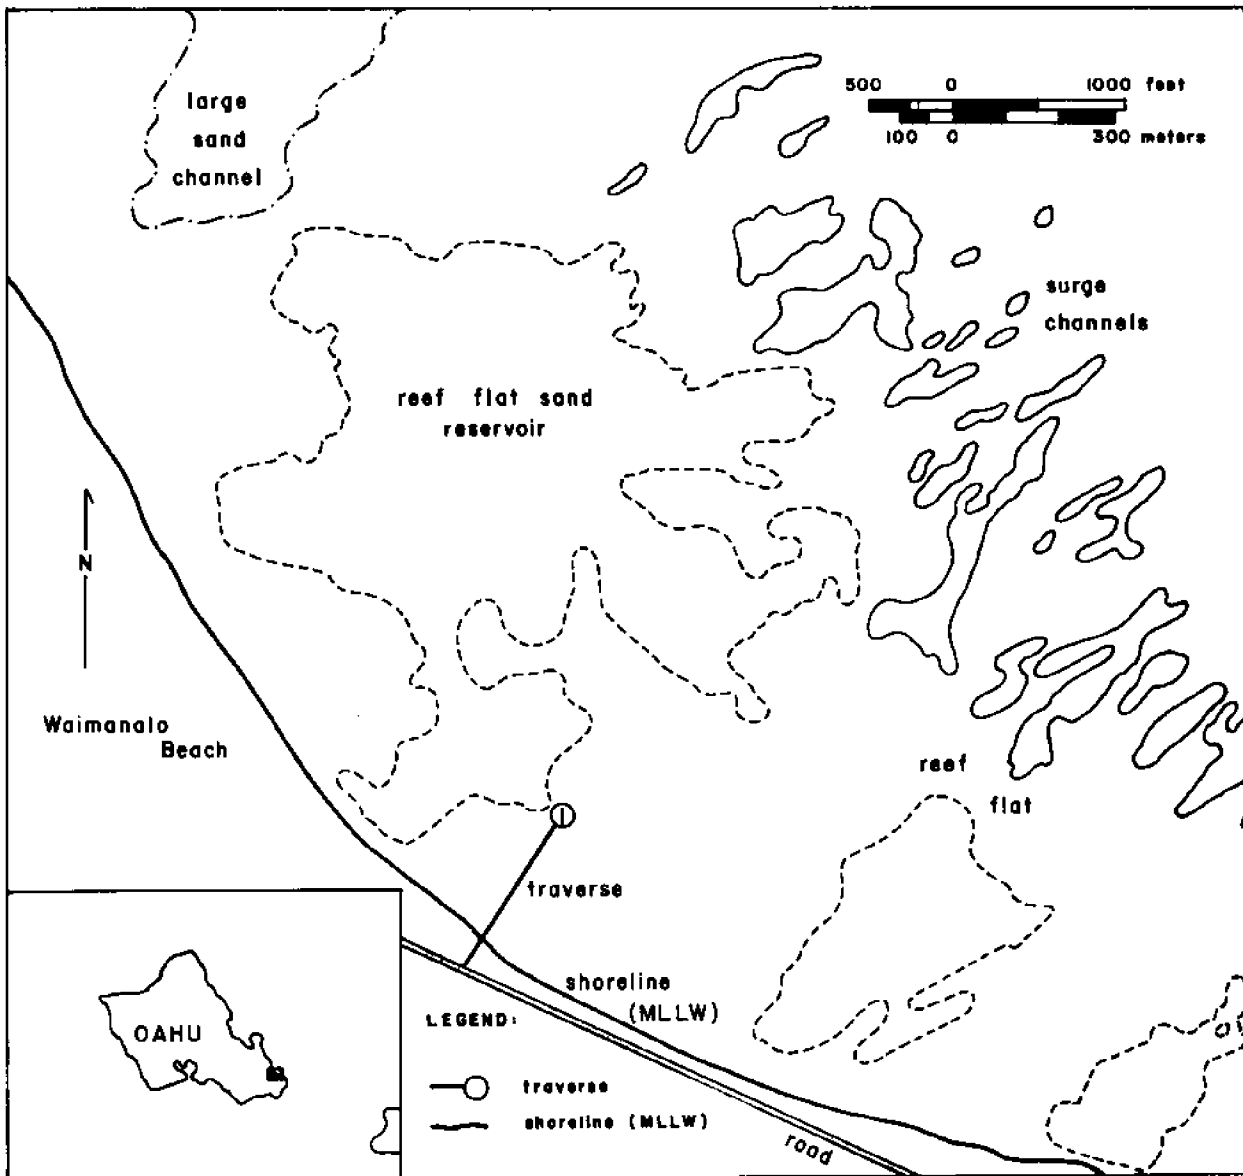 large
sand
channel
500 0 1000 feet
100 0 300 meters
surge
channels
reef flat sand
reservoir
N
Waimanalo
Beach
reef
flat
traverse
shoreline
(MLLW)
OAHU
LEGEND:
traverse
shoreline (MLLW)
road